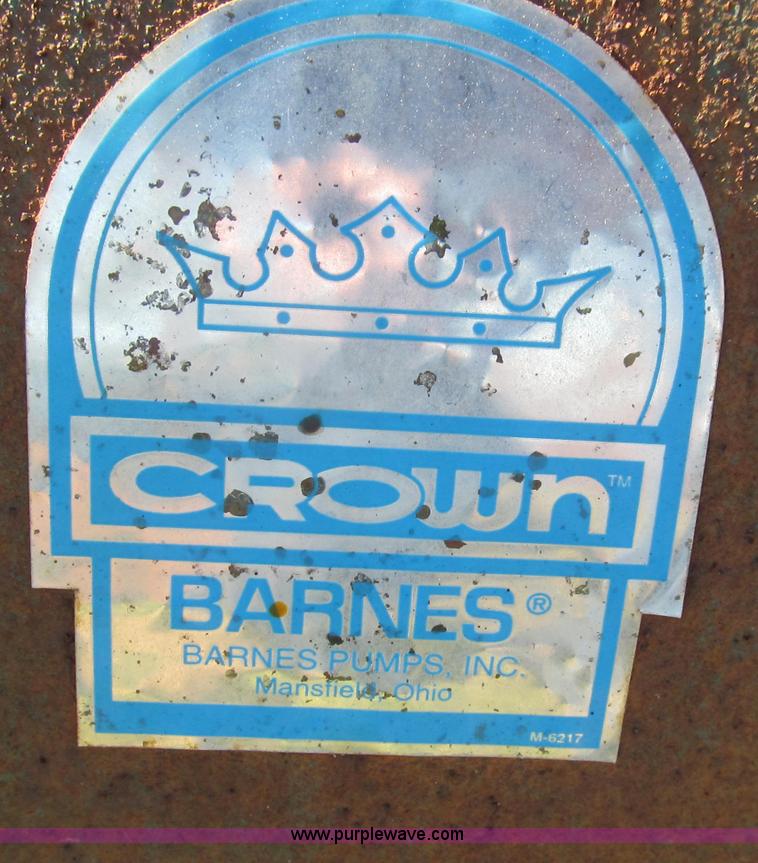 CROWN™
BARNES®
BARNES PUMPS, INC.
Mansfield, Ohio
M-6217
www.purplewave.com